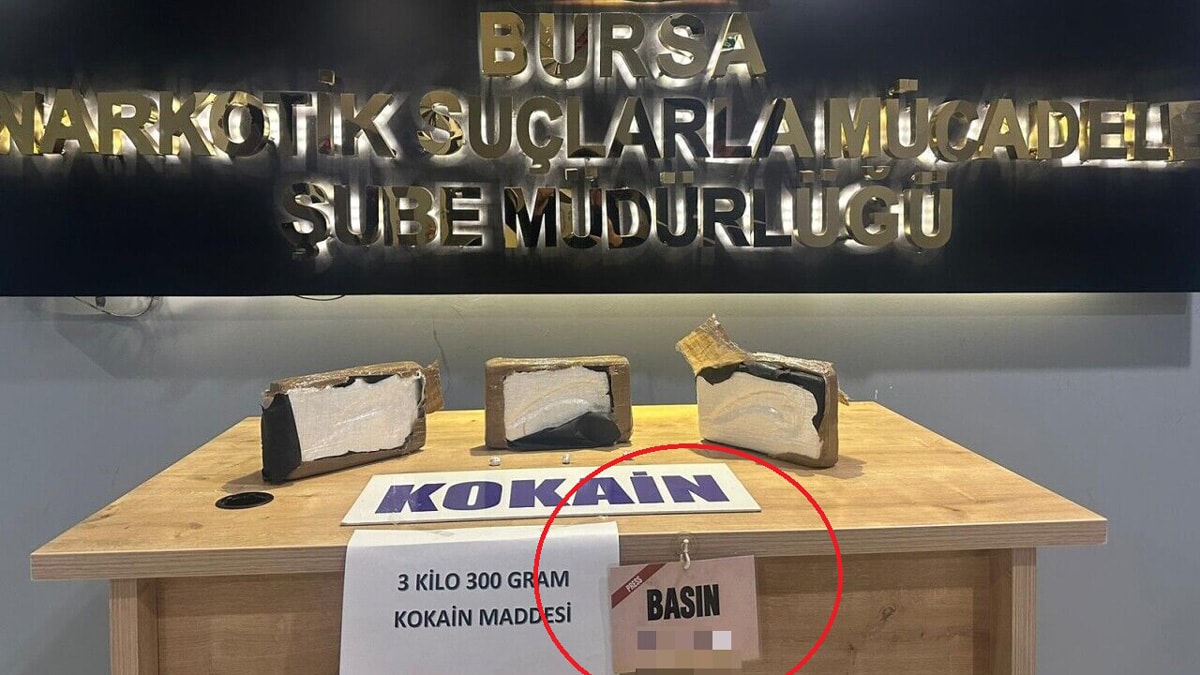 BURSA
NARKOTİK SUÇLARLA MÜCADELE
ŞUBE MÜDÜRLÜĞÜ
KOKAİN
3 KİLO 300 GRAM
KOKAİN MADDESİ
PRESS
BASIN